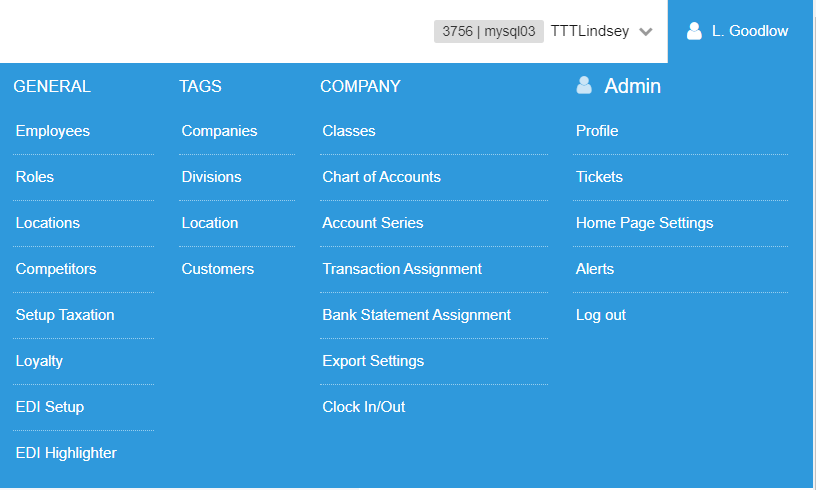 3756 | mysql03 TTTLindsey L. Goodlow
GENERAL
Employees
Roles
Locations
Competitors
Setup Taxation
Loyalty
EDI Setup
EDI Highlighter
TAGS
Companies
Divisions
Location
Customers
COMPANY
Classes
Chart of Accounts
Account Series
Transaction Assignment
Bank Statement Assignment
Export Settings
Clock In/Out
Admin
Profile
Tickets
Home Page Settings
Alerts
Log out